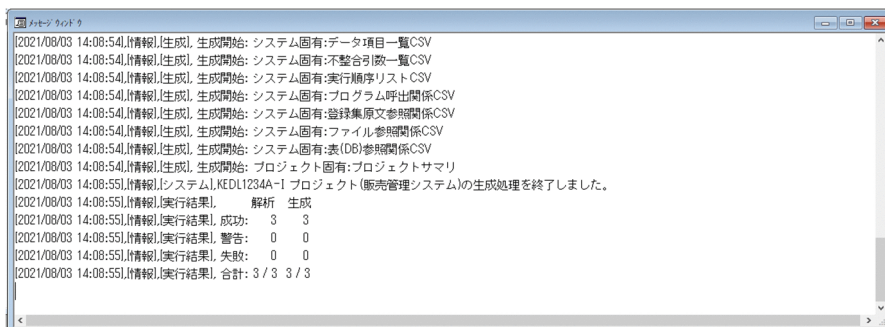 メッセージ ウィンドウ
[2021/08/03 14:08:54],[情報],[生成], 生成開始: システム固有:データ項目一覧CSV
[2021/08/03 14:08:54],[情報],[生成], 生成開始: システム固有:不整合引数一覧CSV
[2021/08/03 14:08:54],[情報],[生成], 生成開始: システム固有:実行順序リストCSV
[2021/08/03 14:08:54],[情報],[生成], 生成開始: システム固有:プログラム呼出関係CSV
[2021/08/03 14:08:54],[情報],[生成], 生成開始: システム固有:登録集原文参照関係CSV
[2021/08/03 14:08:54],[情報],[生成], 生成開始: システム固有:ファイル参照関係CSV
[2021/08/03 14:08:54],[情報],[生成], 生成開始: システム固有:表(DB)参照関係CSV
[2021/08/03 14:08:54],[情報],[生成], 生成開始: プロジェクト固有:プロジェクトサマリ
[2021/08/03 14:08:55],[情報],[システム],KEDL1234A-I プロジェクト(販売管理システム)の生成処理を終了しました。
[2021/08/03 14:08:55],[情報],[実行結果], 解析 生成
[2021/08/03 14:08:55],[情報],[実行結果], 成功: 3 3
[2021/08/03 14:08:55],[情報],[実行結果], 警告: 0 0
[2021/08/03 14:08:55],[情報],[実行結果], 失敗: 0 0
[2021/08/03 14:08:55],[情報],[実行結果], 合計: 3 / 3 3 / 3